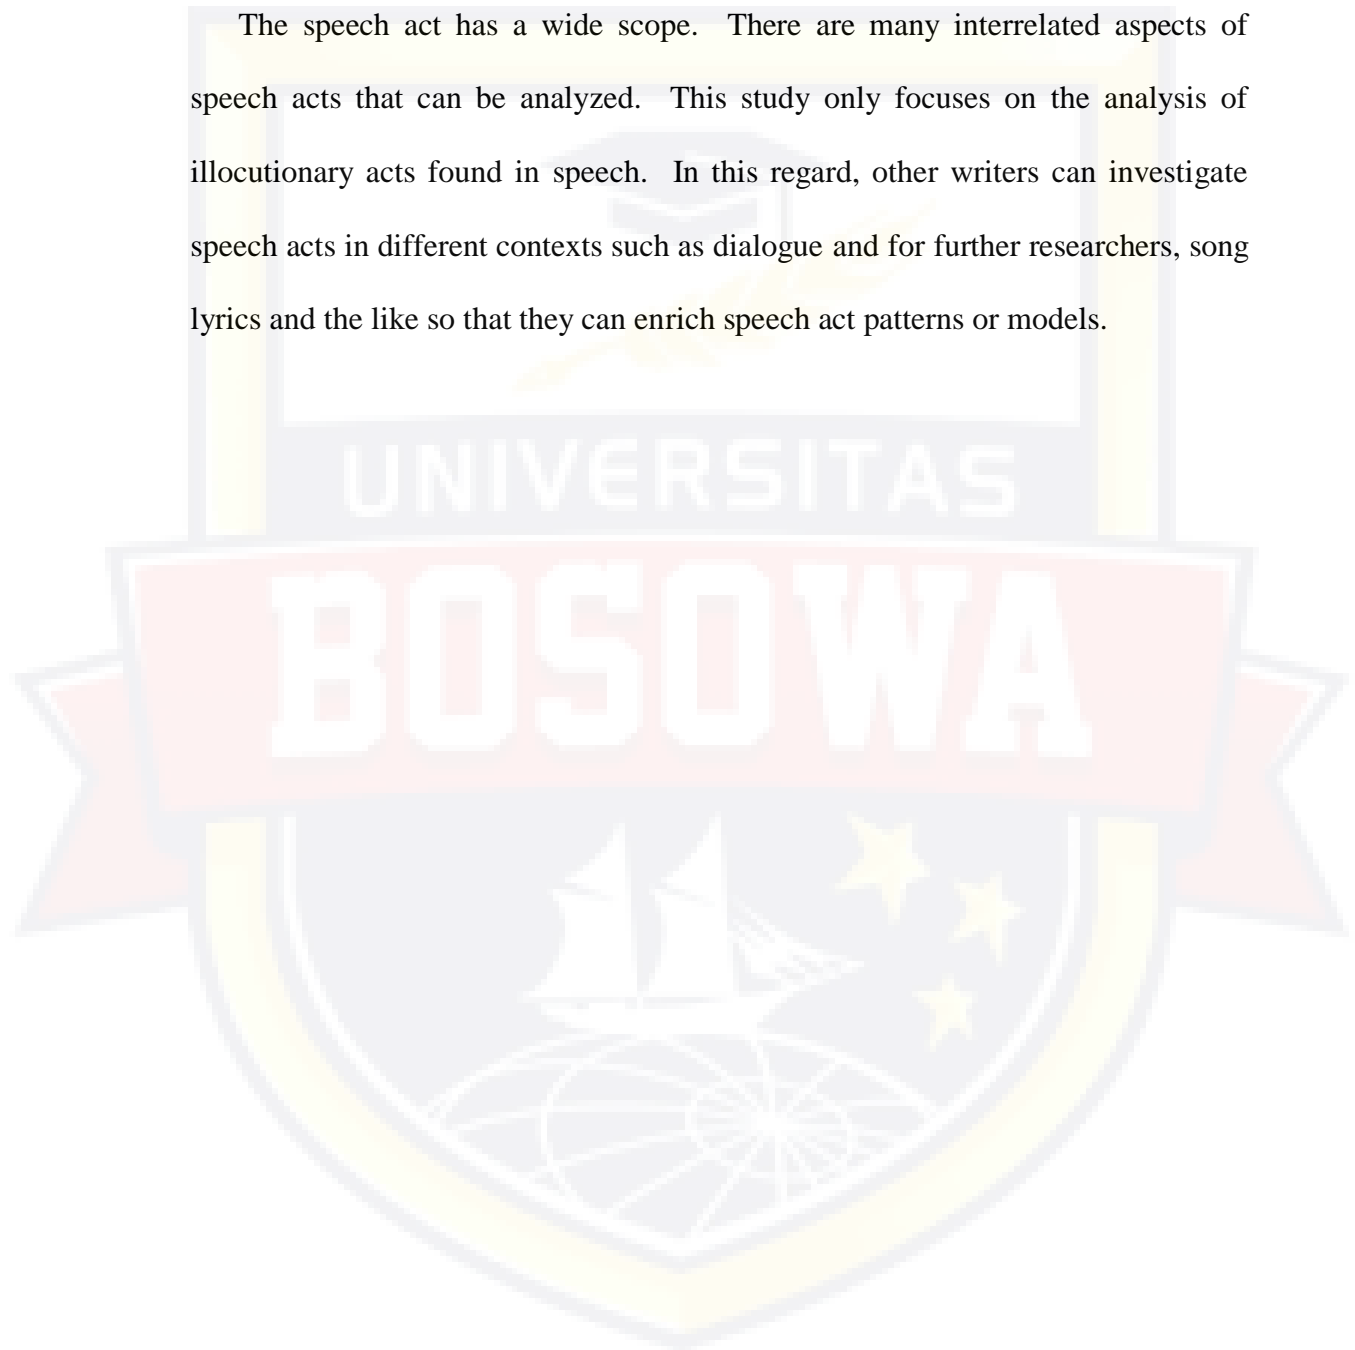 The speech act has a wide scope. There are many interrelated aspects of
speech acts that can be analyzed. This study only focuses on the analysis of
illocutionary acts found in speech. In this regard, other writers can investigate
speech acts in different contexts such as dialogue and for further researchers, song
lyrics and the like so that they can enrich speech act patterns or models.
UNIVERSITAS
BOSOWA